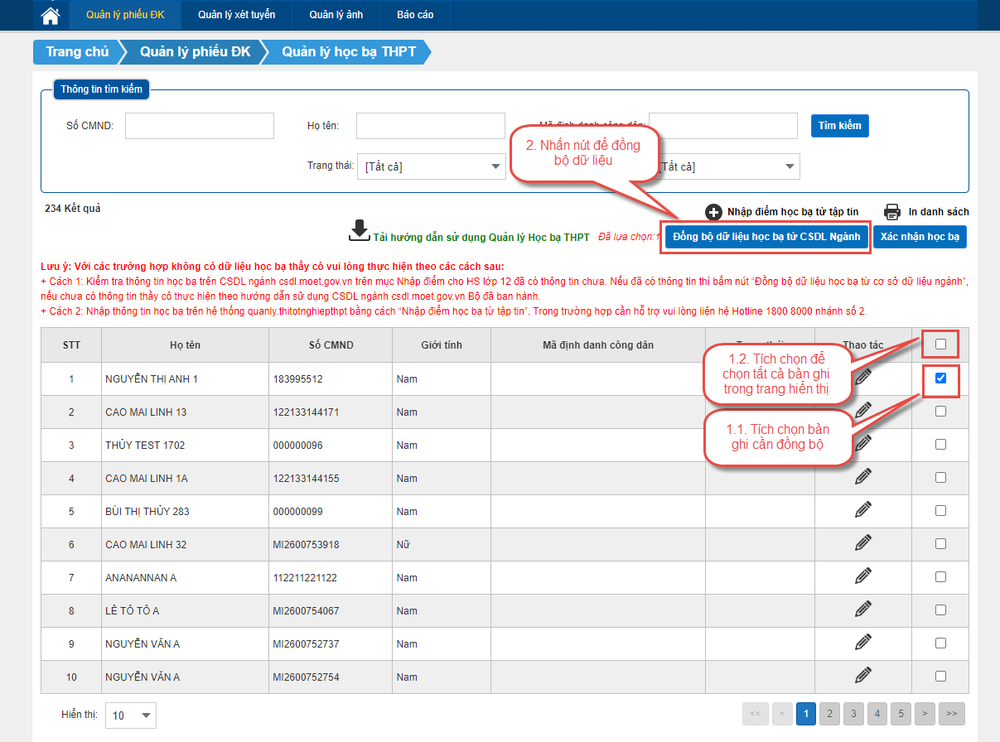 Quản lý phiếu ĐK Quản lý xét tuyển Quản lý ảnh Báo cáo
Trang chủ Quản lý phiếu ĐK Quản lý học bạ THPT
Thông tin tìm kiếm
Số CMND: Họ tên: Mã định danh công dân: Tìm kiếm
2. Nhấn nút để đồng
bộ dữ liệu
Trạng thái: [Tất cả] [Tất cả]
234 Kết quả
Nhập điểm học bạ từ tập tin In danh sách
Tải hướng dẫn sử dụng Quản lý Học bạ THPT Đã lựa chọn:1 Đồng bộ dữ liệu học bạ từ CSDL Ngành Xác nhận học bạ
Lưu ý: Với các trường hợp không có dữ liệu học bạ thầy cô vui lòng thực hiện theo các cách sau:
+ Cách 1: Kiểm tra thông tin học bạ trên CSDL ngành csdl.moet.gov.vn trên mục Nhập điểm cho HS lớp 12 đã có thông tin chưa. Nếu đã có thông tin thì bấm nút “Đồng bộ dữ liệu học bạ từ cơ sở dữ liệu ngành”,
nếu chưa có thông tin thầy cô thực hiện theo hướng dẫn sử dụng CSDL ngành csdl.moet.gov.vn Bộ đã ban hành.
+ Cách 2: Nhập thông tin học bạ trên hệ thống quanly.thitotnghiepthpt bằng cách “Nhập điểm học bạ từ tập tin”. Trong trường hợp cần hỗ trợ vui lòng liên hệ Hotline 1800 8000 nhánh số 2.
STT Họ tên Số CMND Giới tính Mã định danh công dân Trạng thái Thao tác
1.2. Tích chọn để
chọn tất cả bản ghi
trong trang hiển thị
1 NGUYỄN THỊ ANH 1 183995512 Nam
2 CAO MAI LINH 13 122133144171 Nam
1.1. Tích chọn bản
ghi cần đồng bộ
3 THỦY TEST 1702 000000096 Nam
4 CAO MAI LINH 1A 122133144155 Nam
5 BÙI THỊ THỦY 283 000000099 Nam
6 CAO MAI LINH 32 MI2600753918 Nữ
7 ANANANNAN A 112211221122 Nam
8 LÊ TÔ TÔ A MI2600754067 Nam
9 NGUYỄN VĂN A MI2600752737 Nam
10 NGUYỄN VĂN A MI2600752754 Nam
Hiển thị: 10 << < 1 2 3 4 5 > >>